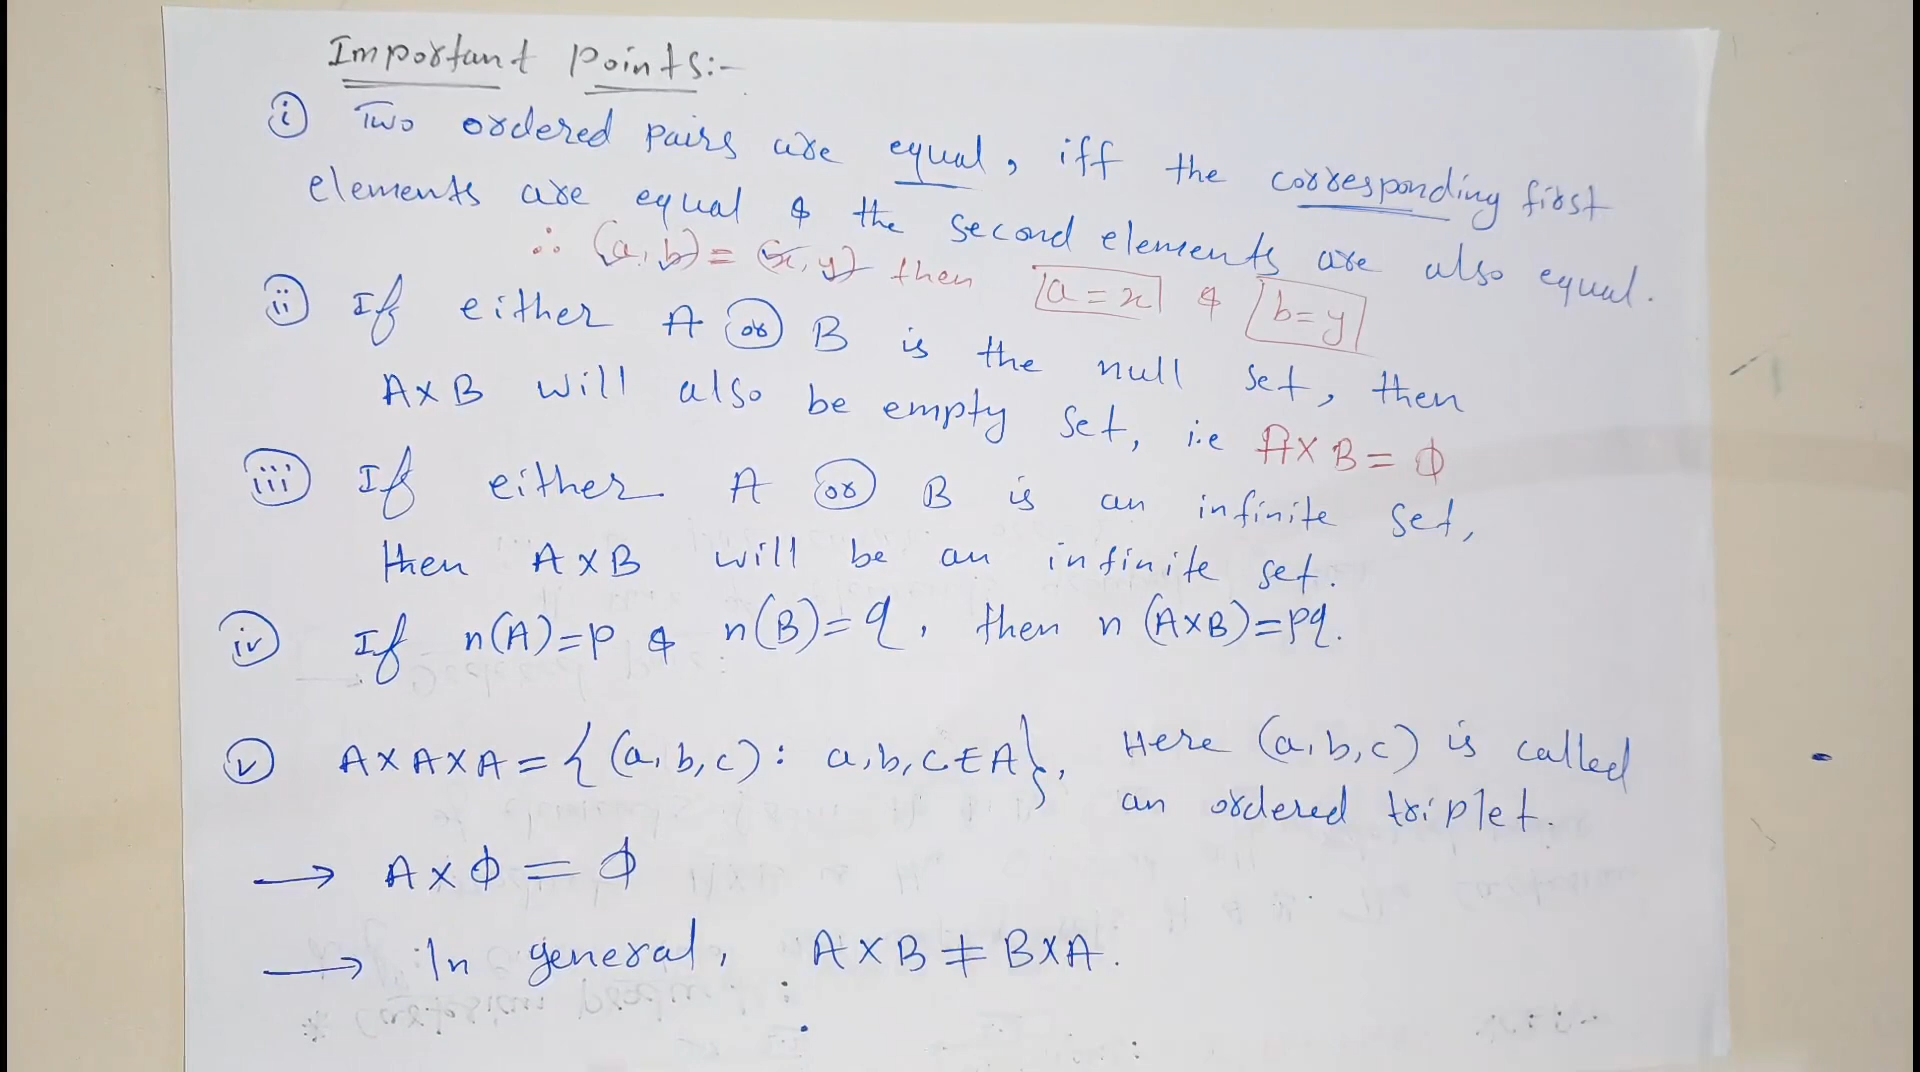 Important Points:-
(i) Two ordered pairs are equal, iff the corresponding first
elements are equal & the second elements are also equal.
∴ (a, b) = (x, y) then a = x & b = y
(ii) If either A or B is the null set, then
A × B will also be empty set, i.e A × B = ϕ
(iii) If either A or B is an infinite set,
then A × B will be an infinite set.
(iv) If n(A) = p & n(B) = q, then n(A×B) = pq.
(v) A × A × A = { (a, b, c) : a, b, c ∈ A }, Here (a, b, c) is called
an ordered triplet.
→ A × ϕ = ϕ
→ In general, A × B ≠ B × A.